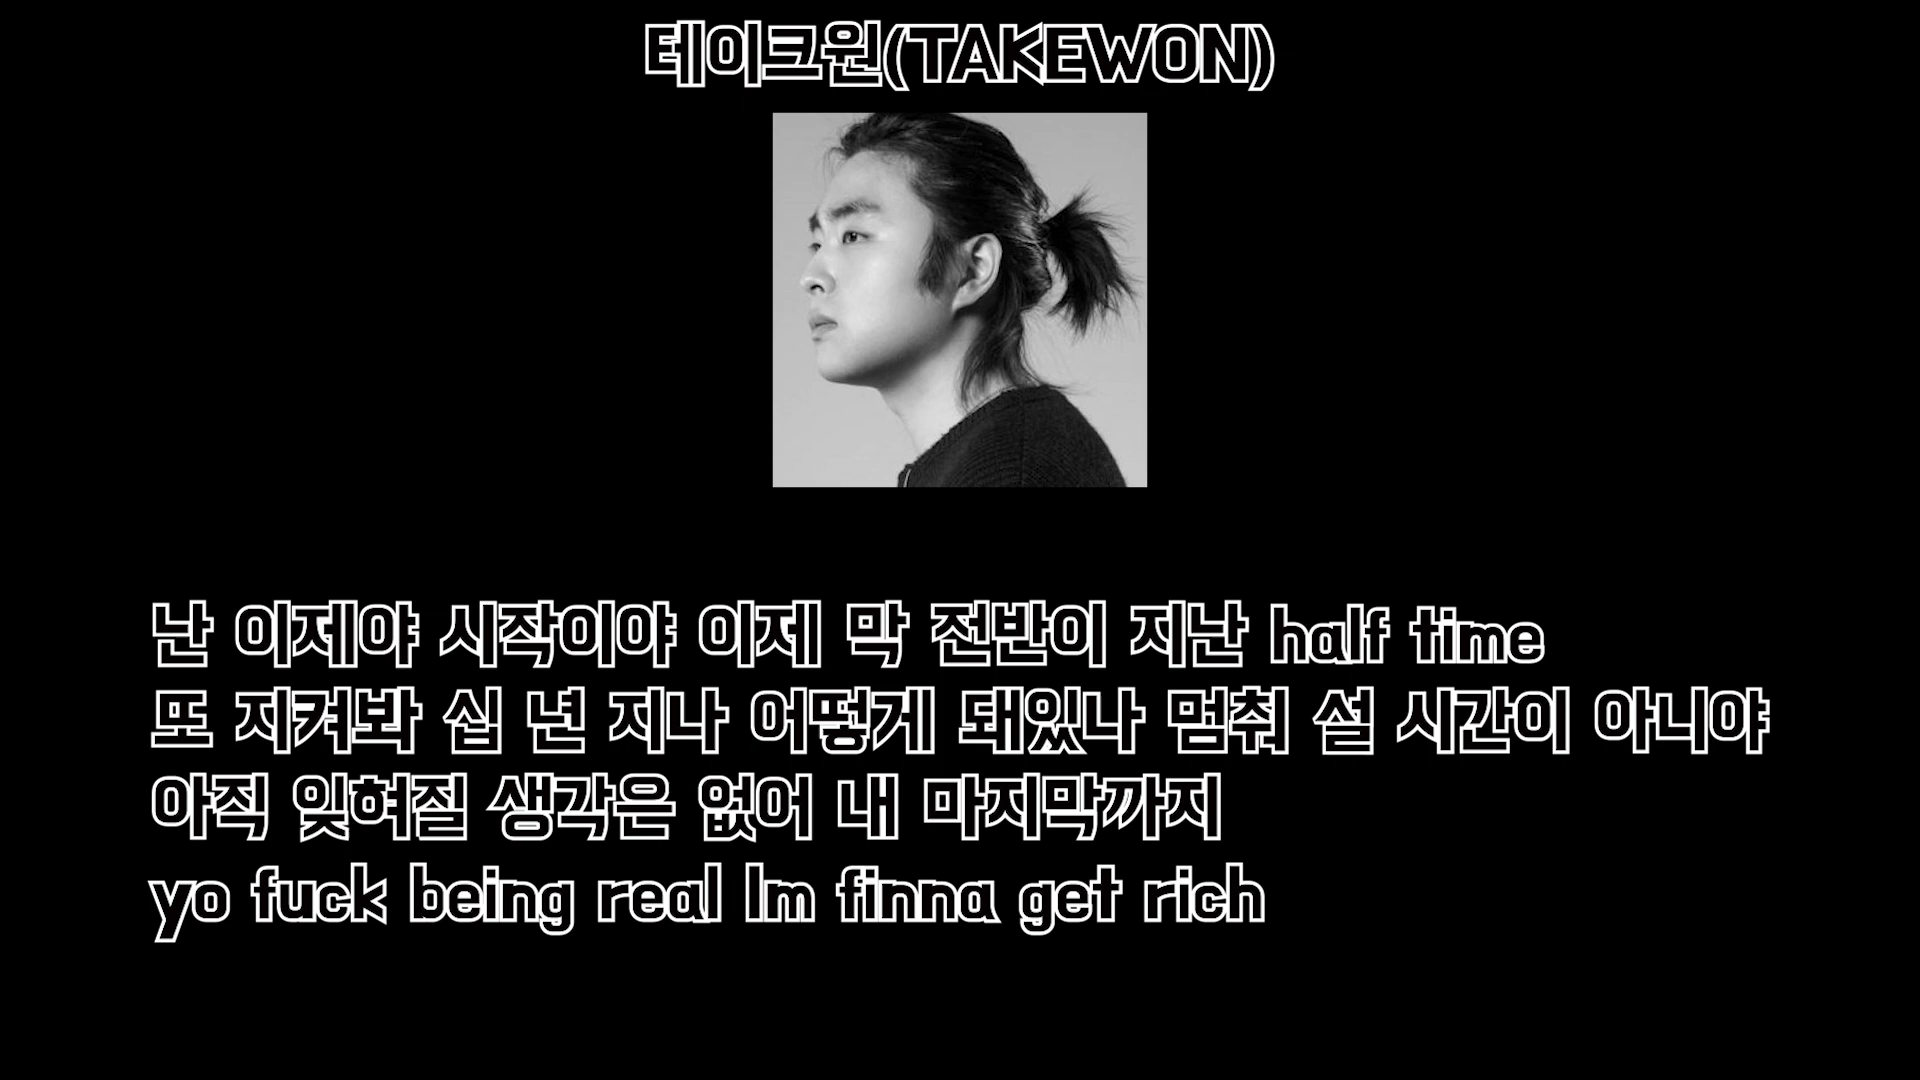 테이크원(TAKEWON)
난 이제야 시작이야 이제 막 전반이 지난 half time
또 지켜봐 십 년 지나 어떻게 돼있나 멈춰 설 시간이 아니야
아직 잊혀질 생각은 없어 내 마지막까지
yo fuck being real Im finna get rich